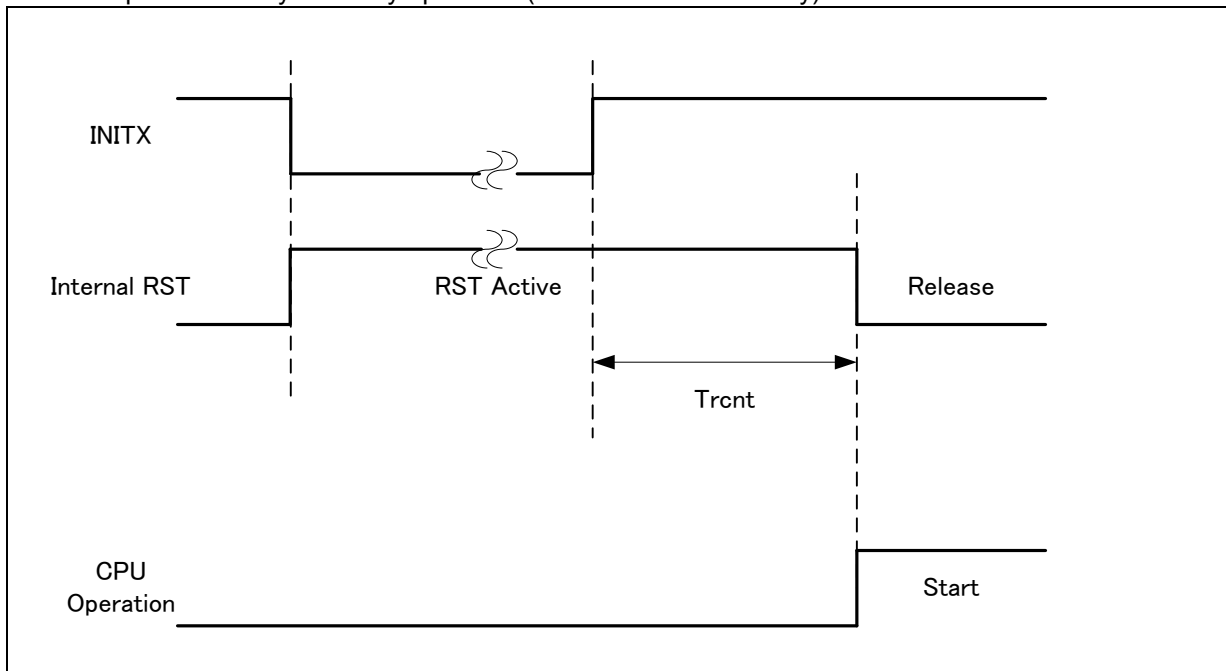 INITX
Internal RST
RST Active
Release
Trcnt
CPU
Operation
Start